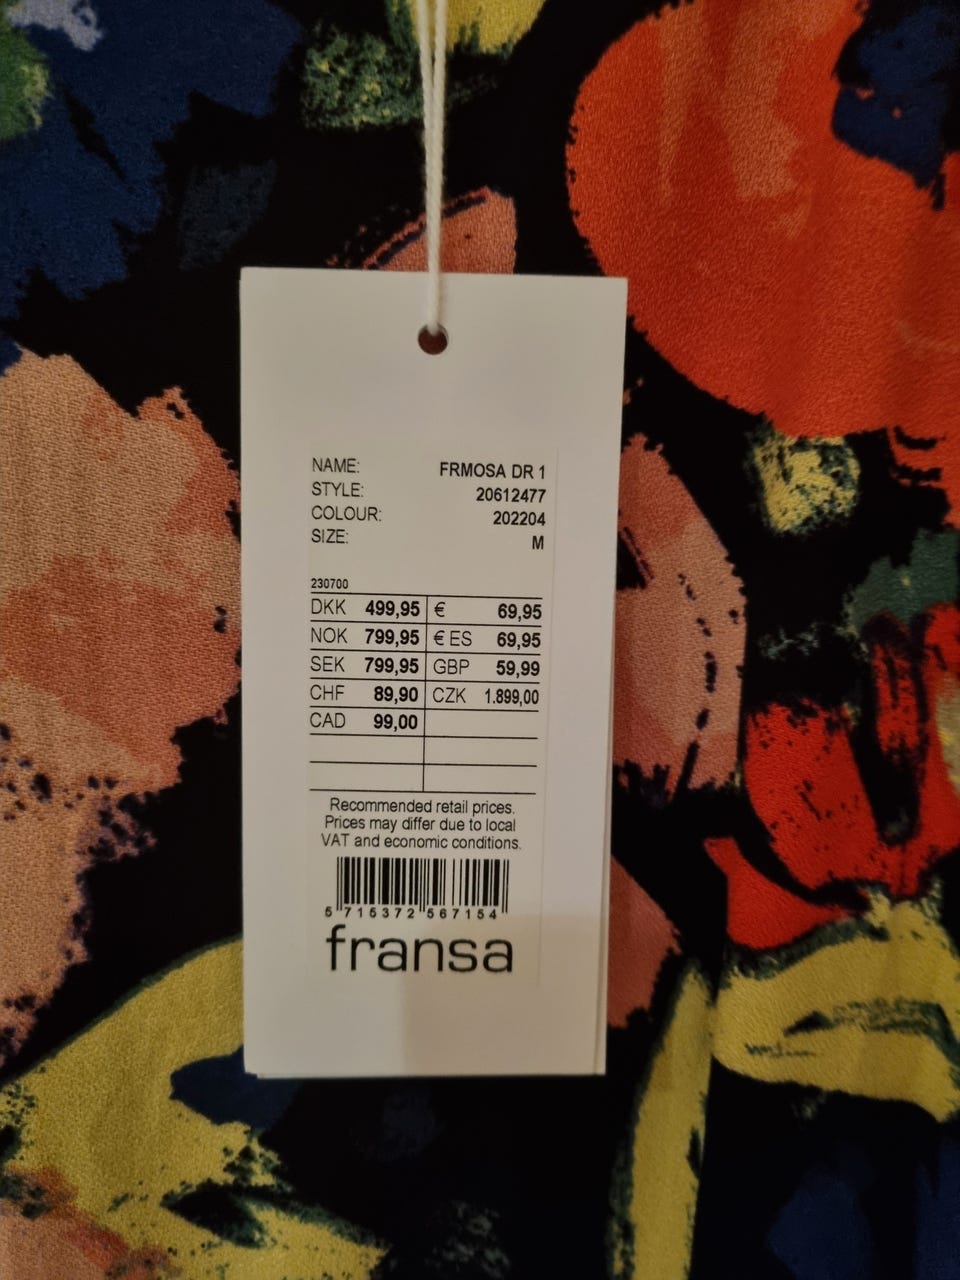 NAME: FRMOSA DR 1
STYLE: 20612477
COLOUR: 202204
SIZE: M
230700
DKK 499,95 € 69,95
NOK 799,95 € ES 69,95
SEK 799,95 GBP 59,99
CHF 89,90 CZK 1.899,00
CAD 99,00
Recommended retail prices.
Prices may differ due to local
VAT and economic conditions.
5 715372 567154
fransa